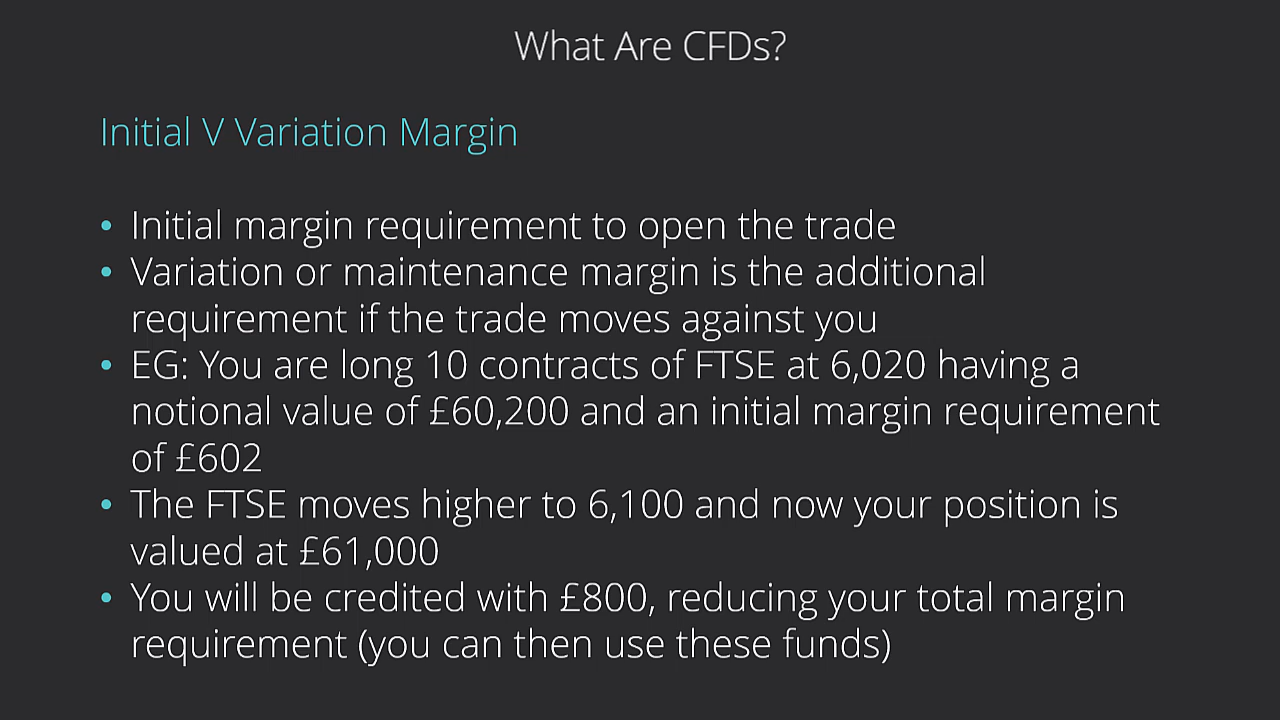 What Are CFDs?
Initial V Variation Margin
• Initial margin requirement to open the trade
• Variation or maintenance margin is the additional
requirement if the trade moves against you
• EG: You are long 10 contracts of FTSE at 6,020 having a
notional value of £60,200 and an initial margin requirement
of £602
• The FTSE moves higher to 6,100 and now your position is
valued at £61,000
• You will be credited with £800, reducing your total margin
requirement (you can then use these funds)